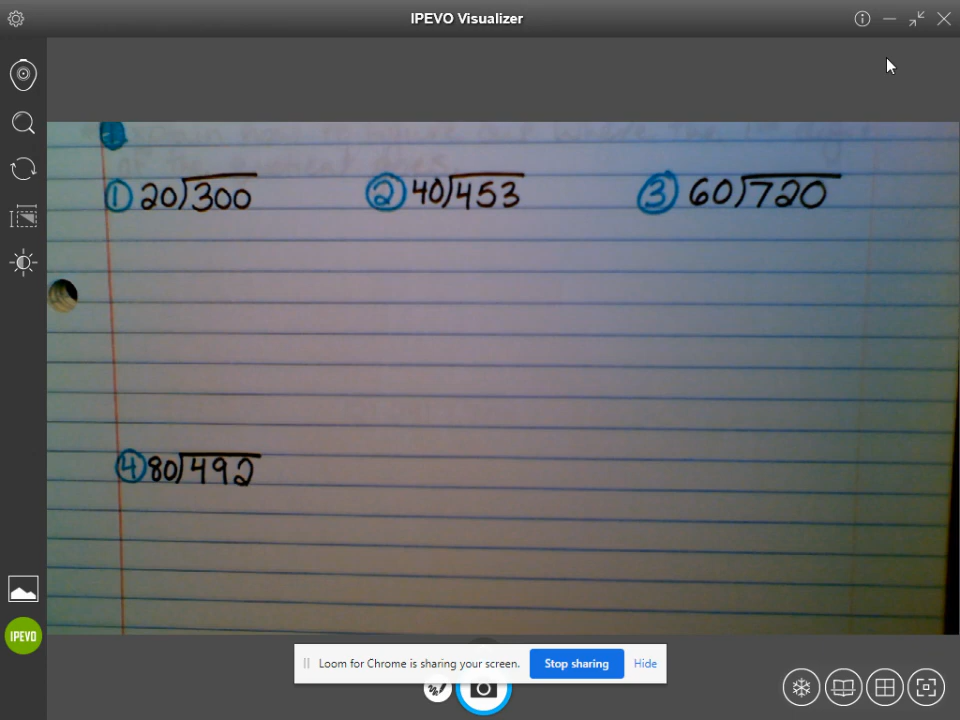 IPEVO Visualizer
① 20)300 ② 40)453 ③ 60)720
④ 80)492
IPEVO
Loom for Chrome is sharing your screen. Stop sharing Hide